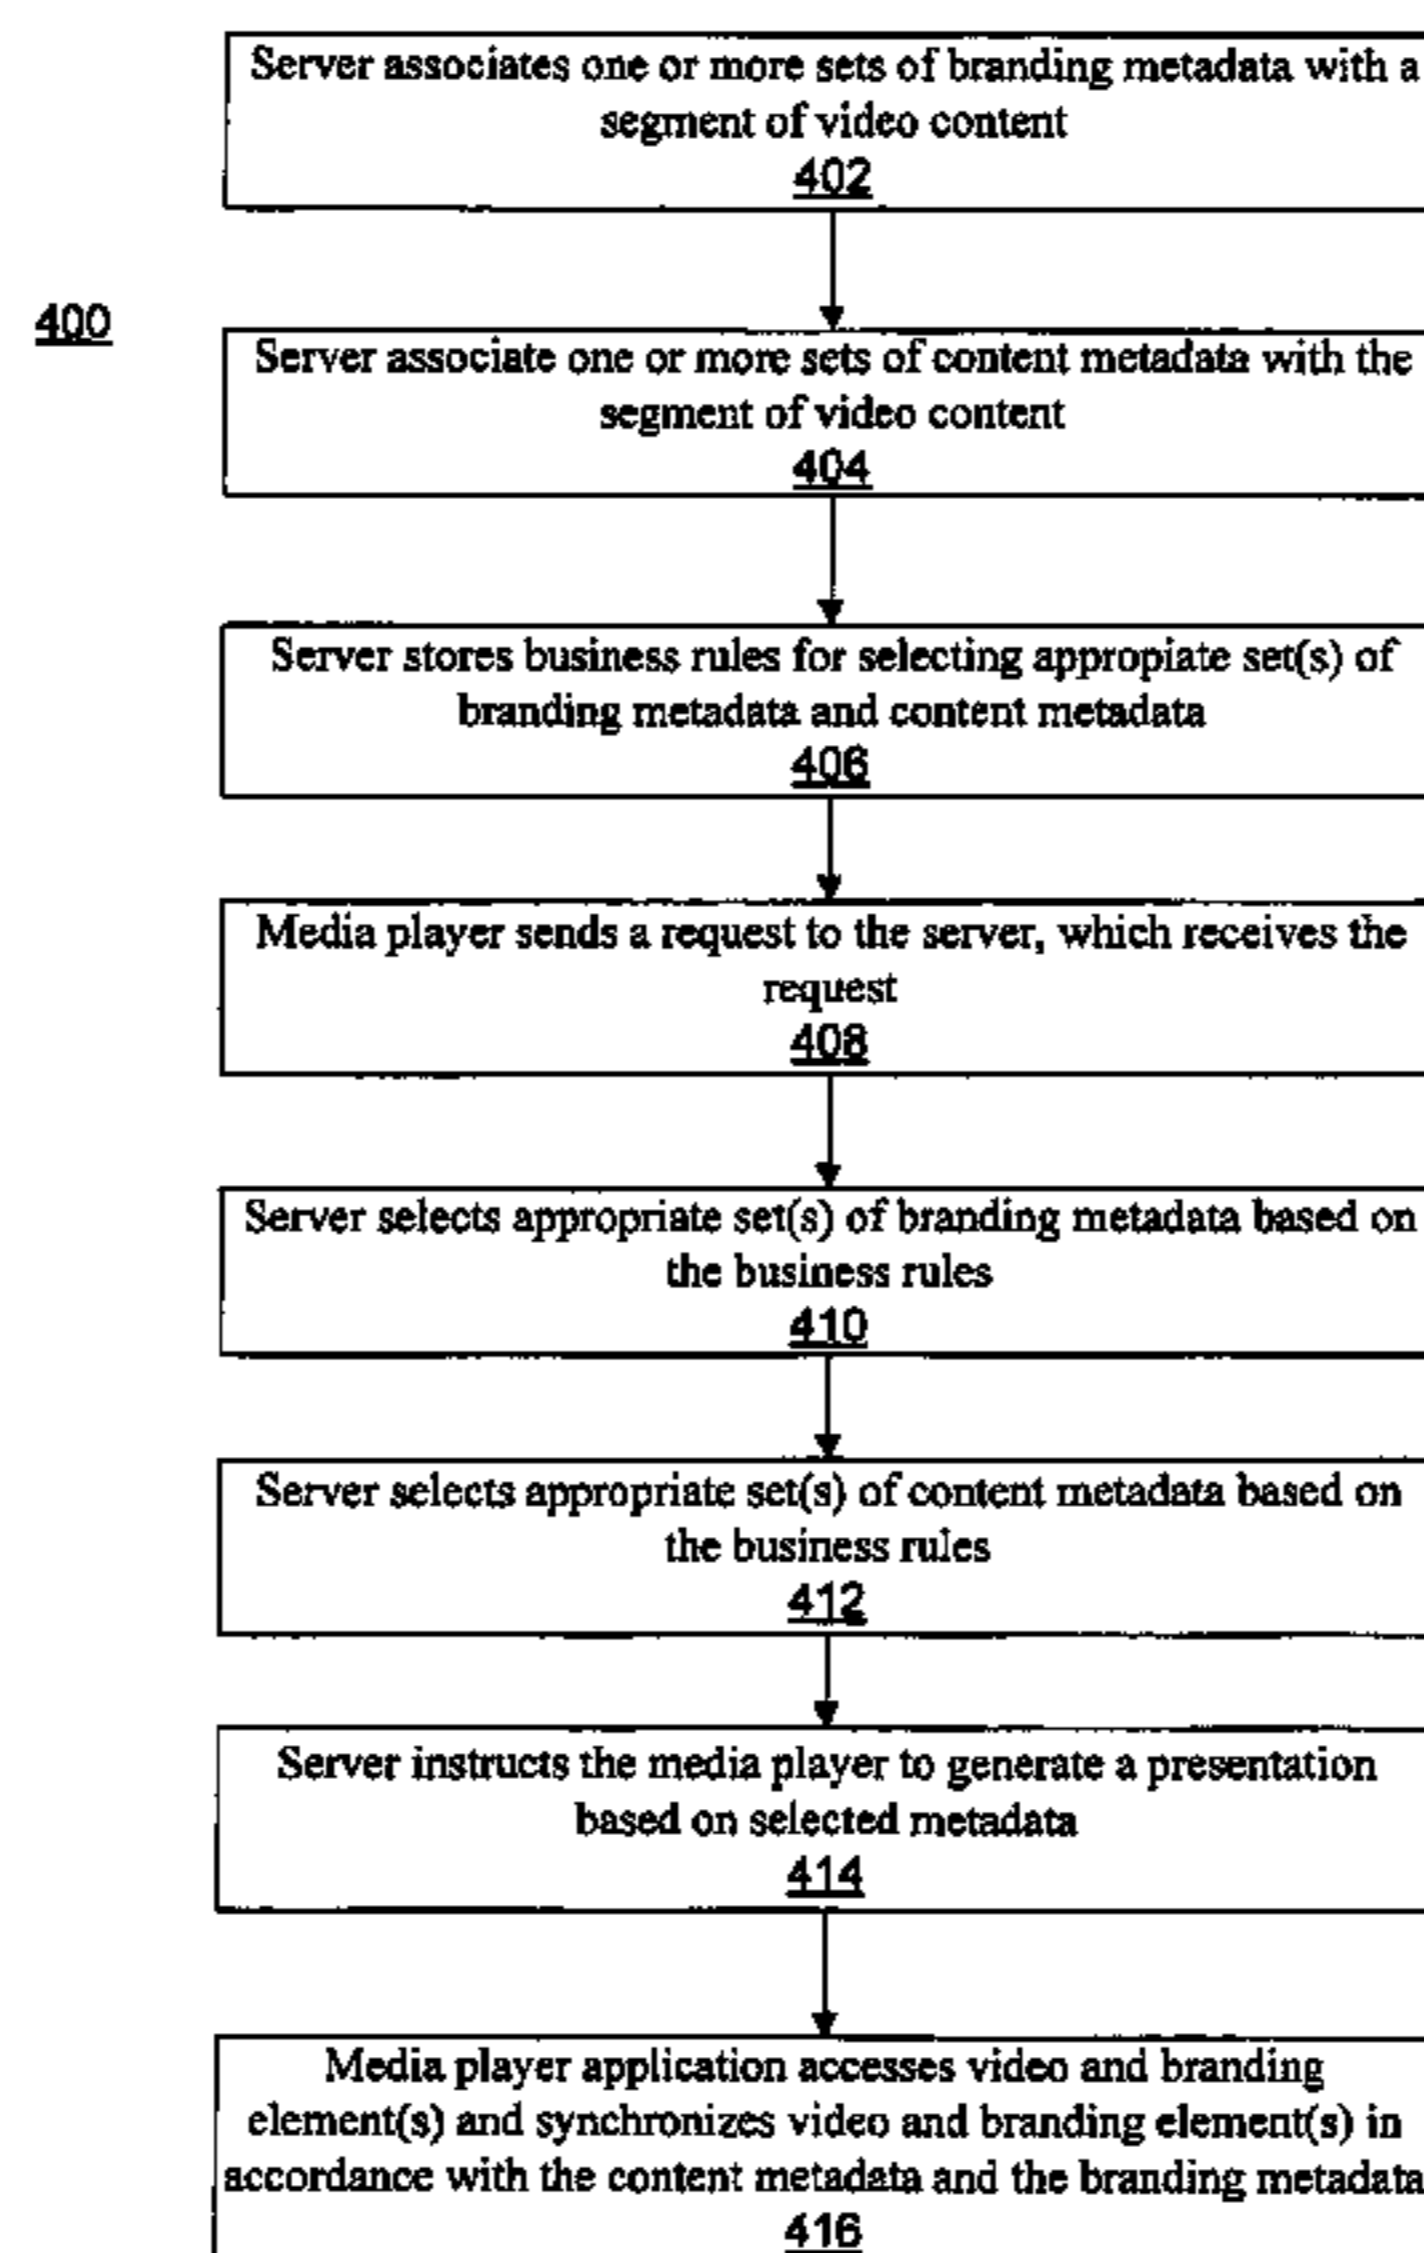 Server associates one or more sets of branding metadata with a
segment of video content
402
400
Server associate one or more sets of content metadata with the
segment of video content
404
Server stores business rules for selecting appropiate set(s) of
branding metadata and content metadata
406
Media player sends a request to the server, which receives the
request
408
Server selects appropriate set(s) of branding metadata based on
the business rules
410
Server selects appropriate set(s) of content metadata based on
the business rules
412
Server instructs the media player to generate a presentation
based on selected metadata
414
Media player application accesses video and branding
element(s) and synchronizes video and branding element(s) in
accordance with the content metadata and the branding metadata
416